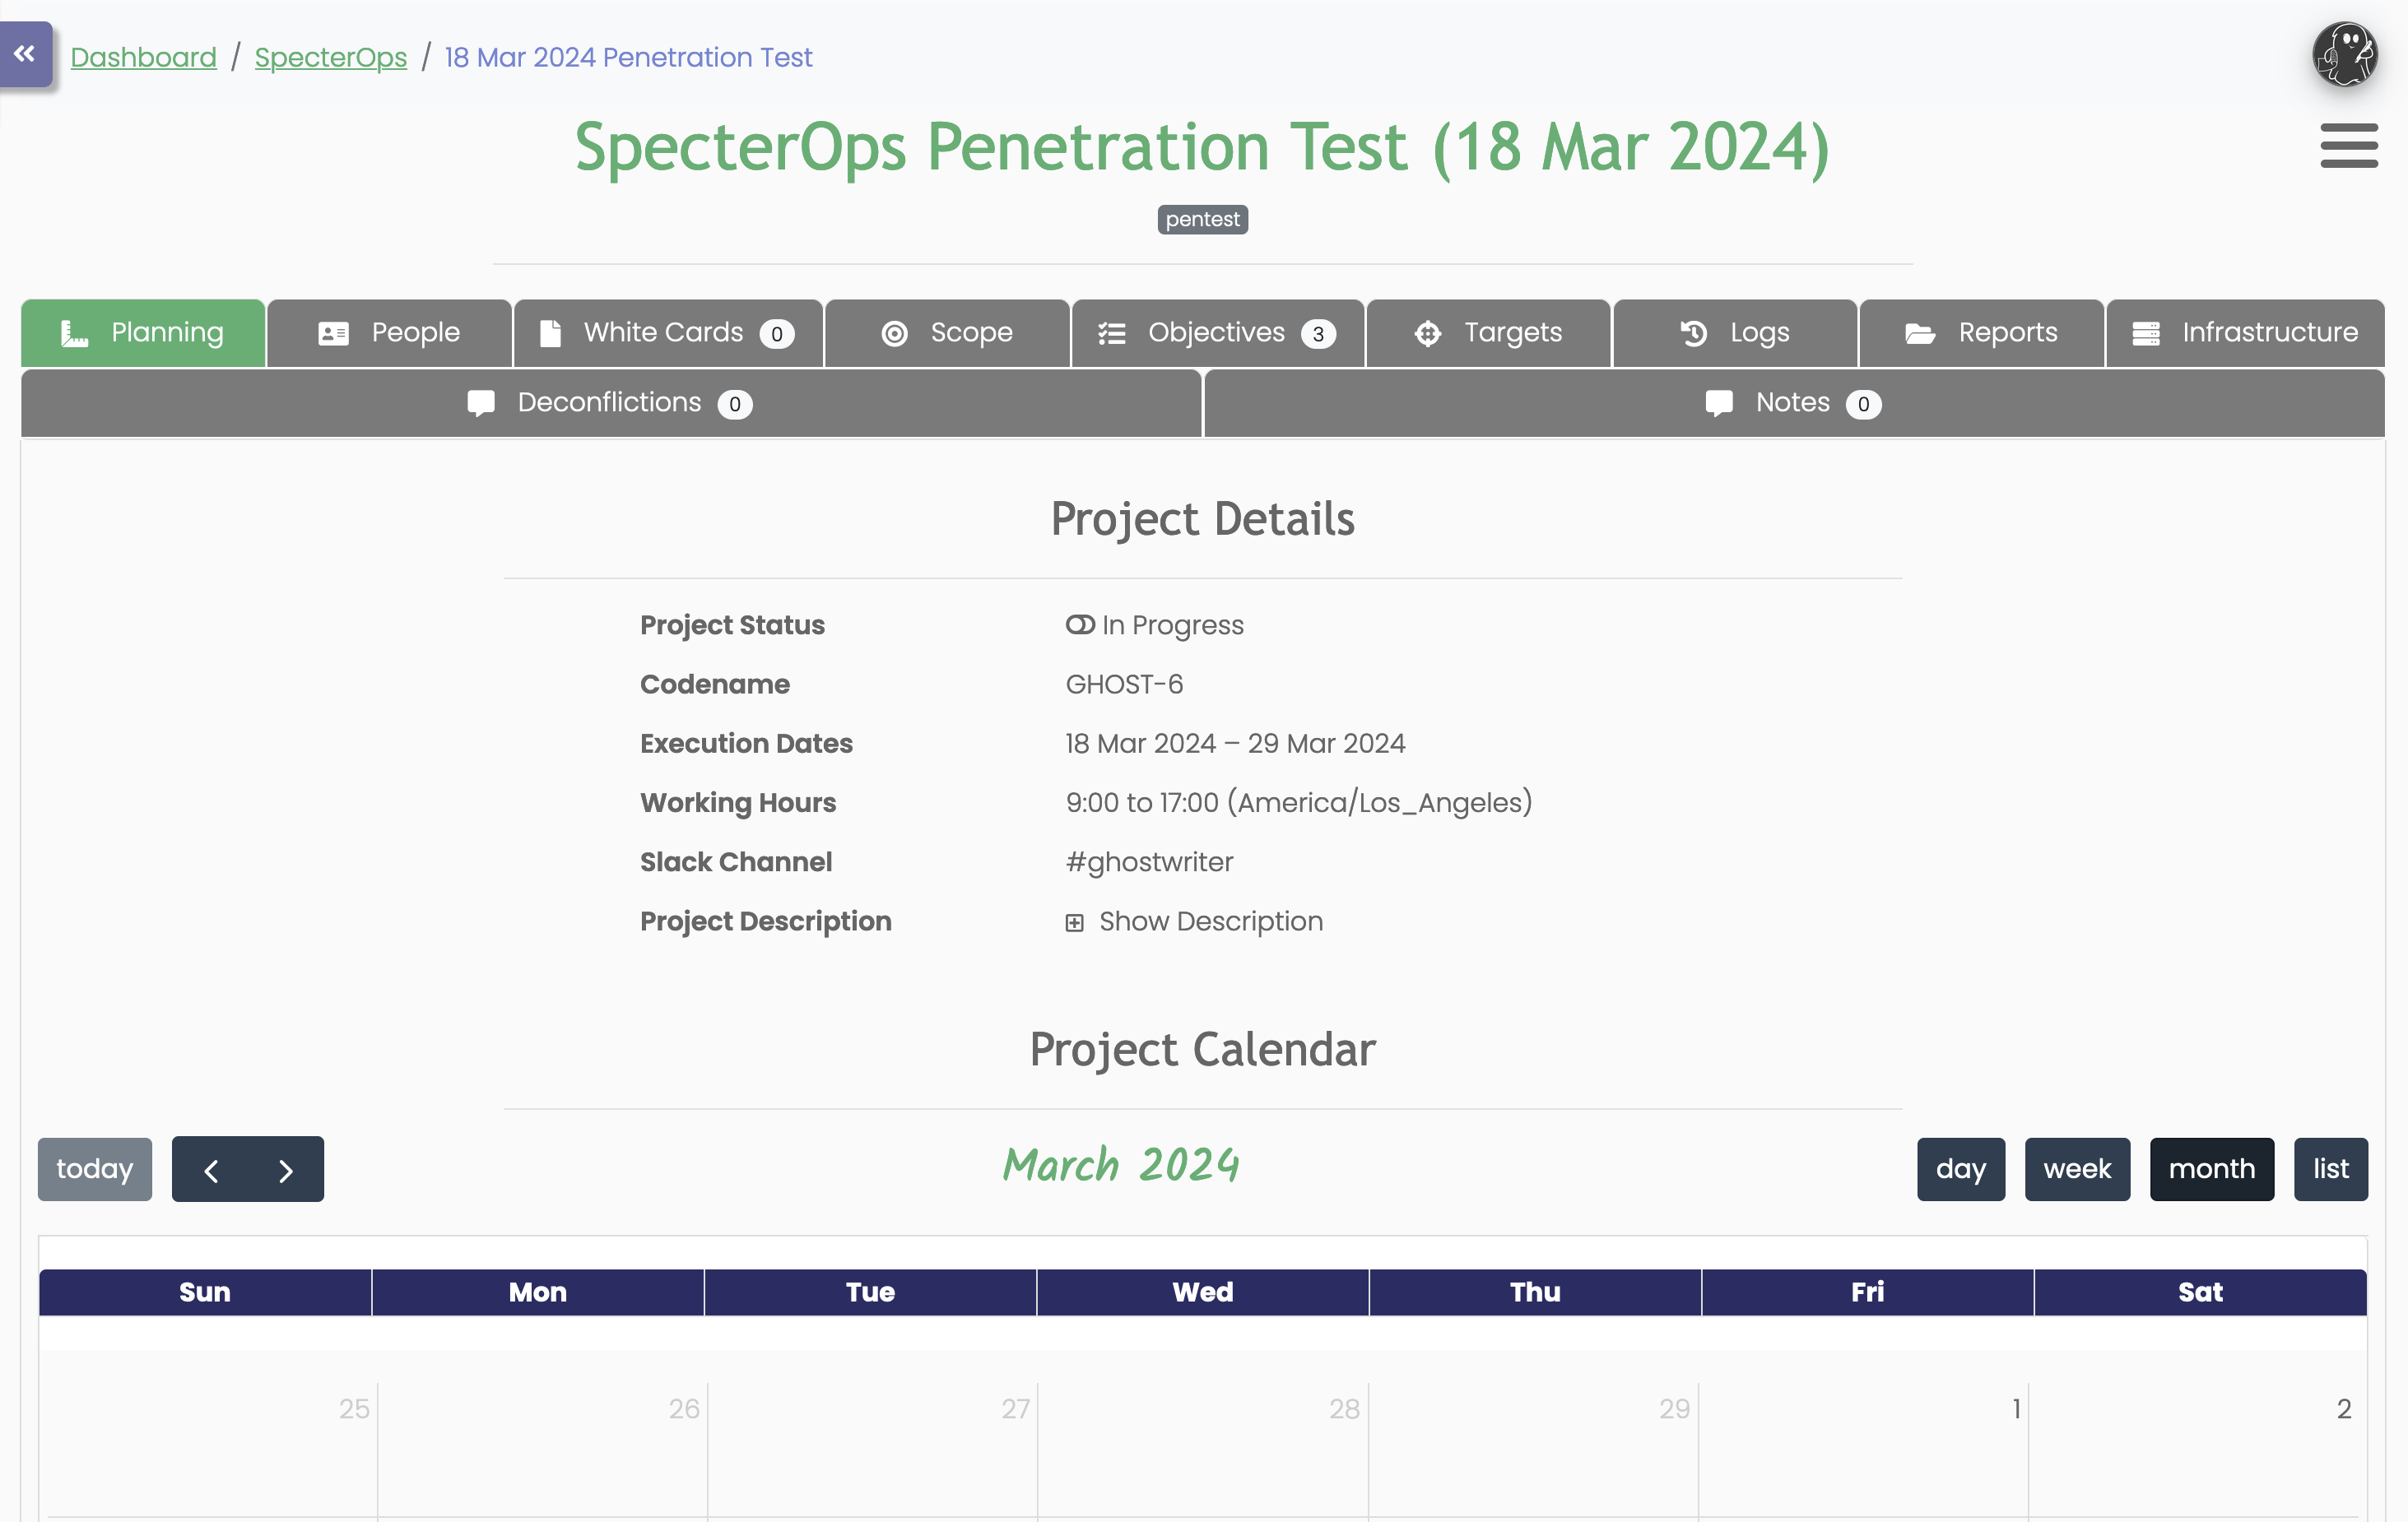 Dashboard / SpecterOps / 18 Mar 2024 Penetration Test
SpecterOps Penetration Test (18 Mar 2024)
pentest
Planning People White Cards 0 Scope Objectives 3 Targets Logs Reports Infrastructure
Deconflictions 0 Notes 0
Project Details
Project Status In Progress
Codename GHOST-6
Execution Dates 18 Mar 2024 – 29 Mar 2024
Working Hours 9:00 to 17:00 (America/Los_Angeles)
Slack Channel #ghostwriter
Project Description Show Description
Project Calendar
today March 2024 day week month list
Sun Mon Tue Wed Thu Fri Sat
25 26 27 28 29 1 2